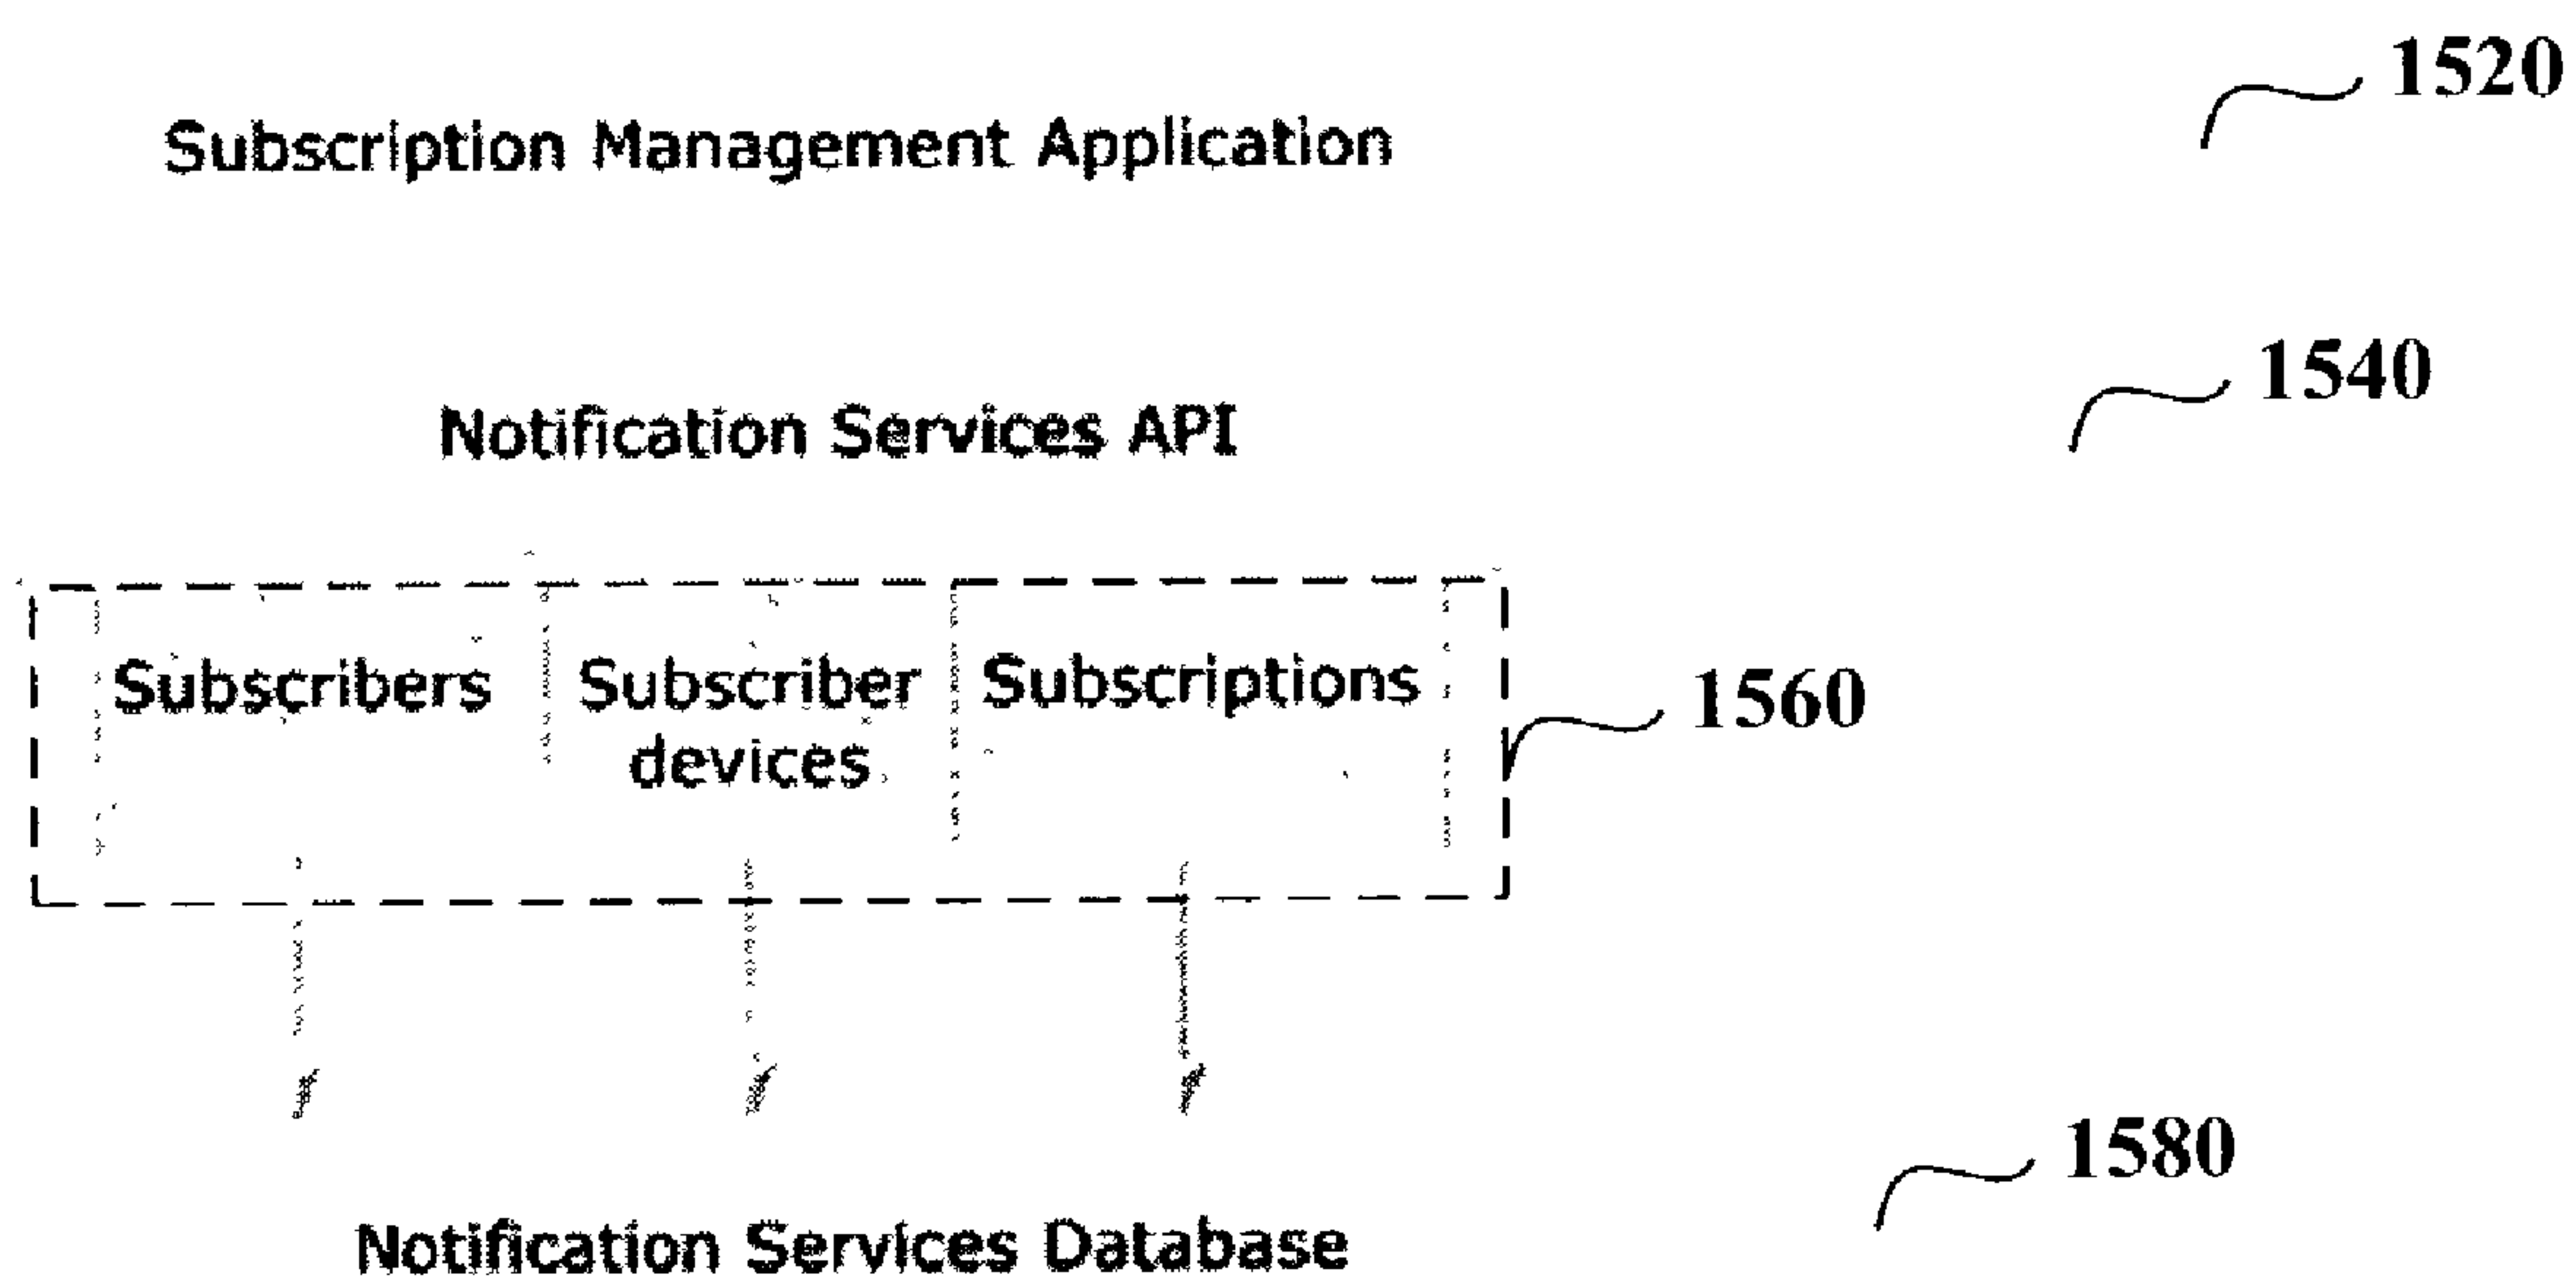 1520
Subscription Management Application
1540
Notification Services API
Subscribers
Subscriber
devices
Subscriptions
1560
1580
Notification Services Database